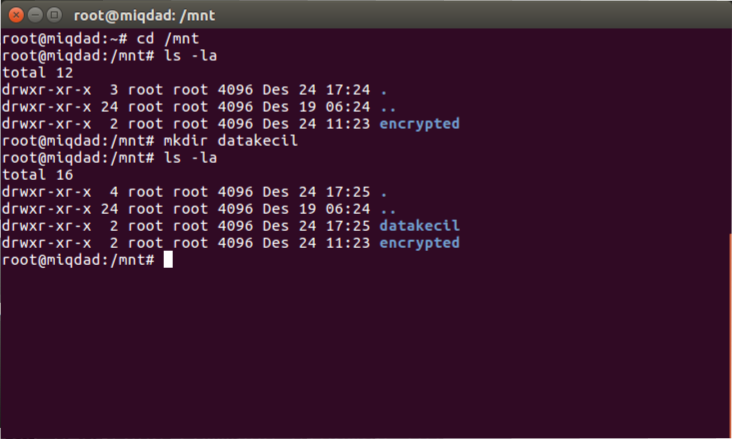 root@miqdad: /mnt
root@miqdad:~# cd /mnt
root@miqdad:/mnt# ls -la
total 12
drwxr-xr-x  3 root root 4096 Des 24 17:24 .
drwxr-xr-x 24 root root 4096 Des 19 06:24 ..
drwxr-xr-x  2 root root 4096 Des 24 11:23 encrypted
root@miqdad:/mnt# mkdir datakecil
root@miqdad:/mnt# ls -la
total 16
drwxr-xr-x  4 root root 4096 Des 24 17:25 .
drwxr-xr-x 24 root root 4096 Des 19 06:24 ..
drwxr-xr-x  2 root root 4096 Des 24 17:25 datakecil
drwxr-xr-x  2 root root 4096 Des 24 11:23 encrypted
root@miqdad:/mnt#